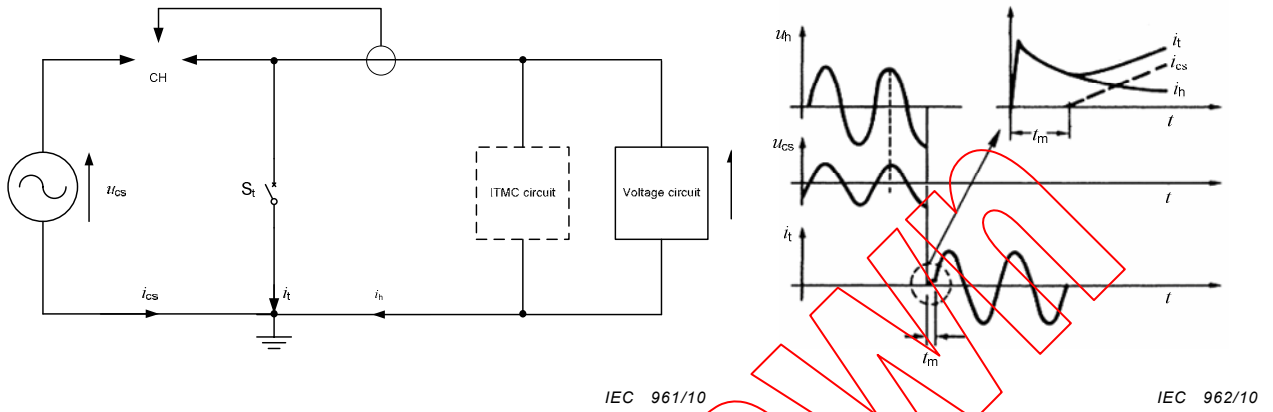 CH
u_cs
S_t
ITMC circuit
Voltage circuit
i_cs
i_t
i_h
IEC 961/10
u_h
i_t
i_cs
i_h
t
t_m
u_cs
t
i_t
t
t_m
IEC 962/10